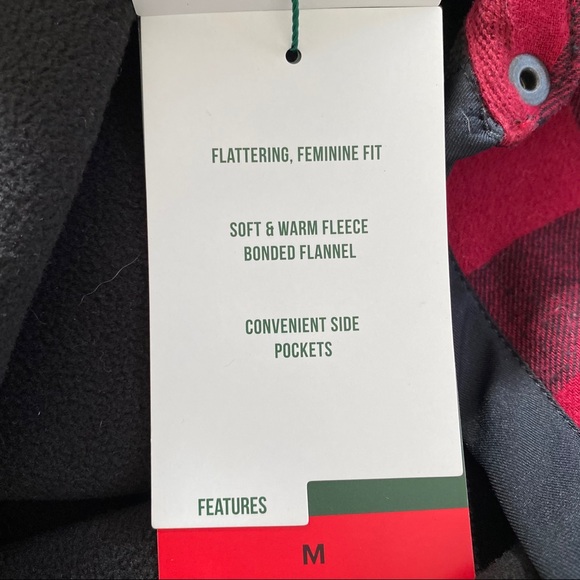 FLATTERING, FEMININE FIT
SOFT & WARM FLEECE
BONDED FLANNEL
CONVENIENT SIDE
POCKETS
FEATURES
M